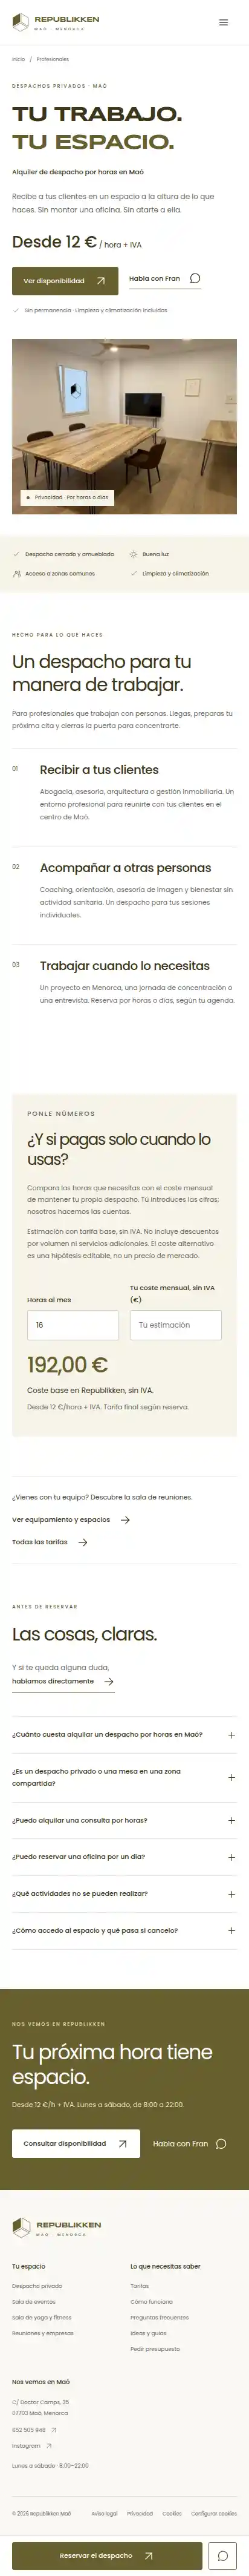 REPUBLIKKEN
MAÓ · MENORCA
Inicio / Profesionales
DESPACHOS PRIVADOS · MAÓ
TU TRABAJO.
TU ESPACIO.
Alquiler de despacho por horas en Maó
Recibe a tus clientes en un espacio a la altura de lo que
haces. Sin montar una oficina. Sin atarte a ella.
Desde 12 € / hora + IVA
Ver disponibilidad
Habla con Fran
Sin permanencia · Limpieza y climatización incluidas
Privacidad · Por horas o días
Despacho cerrado y amueblado
Buena luz
Acceso a zonas comunes
Limpieza y climatización
HECHO PARA LO QUE HACES
Un despacho para tu
manera de trabajar.
Para profesionales que trabajan con personas. Llegas, preparas tu
próxima cita y cierras la puerta para concentrarte.
01
Recibir a tus clientes
Abogacía, asesoría, arquitectura o gestión inmobiliaria. Un
entorno profesional para reunirte con tus clientes en el
centro de Maó.
02
Acompañar a otras personas
Coaching, orientación, asesoría de imagen y bienestar sin
actividad sanitaria. Un despacho para tus sesiones
individuales.
03
Trabajar cuando lo necesitas
Un proyecto en Menorca, una jornada de concentración o
una entrevista. Reserva por horas o días, según la agenda.
PONLE NÚMEROS
¿Y si pagas solo cuando lo
usas?
Compara las horas que necesitas con el coste mensual
de mantener tu propio despacho. Tú introduces las cifras;
nosotros hacemos las cuentas.
Estimación con tarifa base, sin IVA. No incluye descuentos
por volumen ni servicios adicionales. El coste alternativo
es una hipótesis editable, no un precio de mercado.
Horas al mes
Tu coste mensual, sin IVA
(€)
16
Tu estimación
192,00 €
Coste base en Republikken, sin IVA.
Desde 12 €/hora + IVA. Tarifa final según reserva.
¿Vienes con tu equipo? Descubre la sala de reuniones.
Ver equipamiento y espacios
Todas las tarifas
ANTES DE RESERVAR
Las cosas, claras.
Y si te queda alguna duda,
hablamos directamente
¿Cuánto cuesta alquilar un despacho por horas en Maó?
¿Es un despacho privado o una mesa en una zona
compartida?
¿Puedo alquilar una consulta por horas?
¿Puedo reservar una oficina por un día?
¿Qué actividades no se pueden realizar?
¿Cómo accedo al espacio y qué pasa si cancelo?
NOS VEMOS EN REPUBLIKKEN
Tu próxima hora tiene
espacio.
Desde 12 €/h + IVA. Lunes a sábado, de 8:00 a 22:00.
Consultar disponibilidad
Habla con Fran
REPUBLIKKEN
MAÓ · MENORCA
Tu espacio
Despacho privado
Sala de eventos
Sala de yoga y fitness
Reuniones y empresas
Lo que necesitas saber
Tarifas
Cómo funciona
Preguntas frecuentes
Ideas y guías
Pedir presupuesto
Nos vemos en Maó
C/ Doctor Camps, 35
07703 Maó, Menorca
652 505 848
Instagram
Lunes a sábado · 8:00–22:00
© 2026 Republikken Maó
Aviso legal
Privacidad
Cookies
Configurar cookies
Reservar el despacho